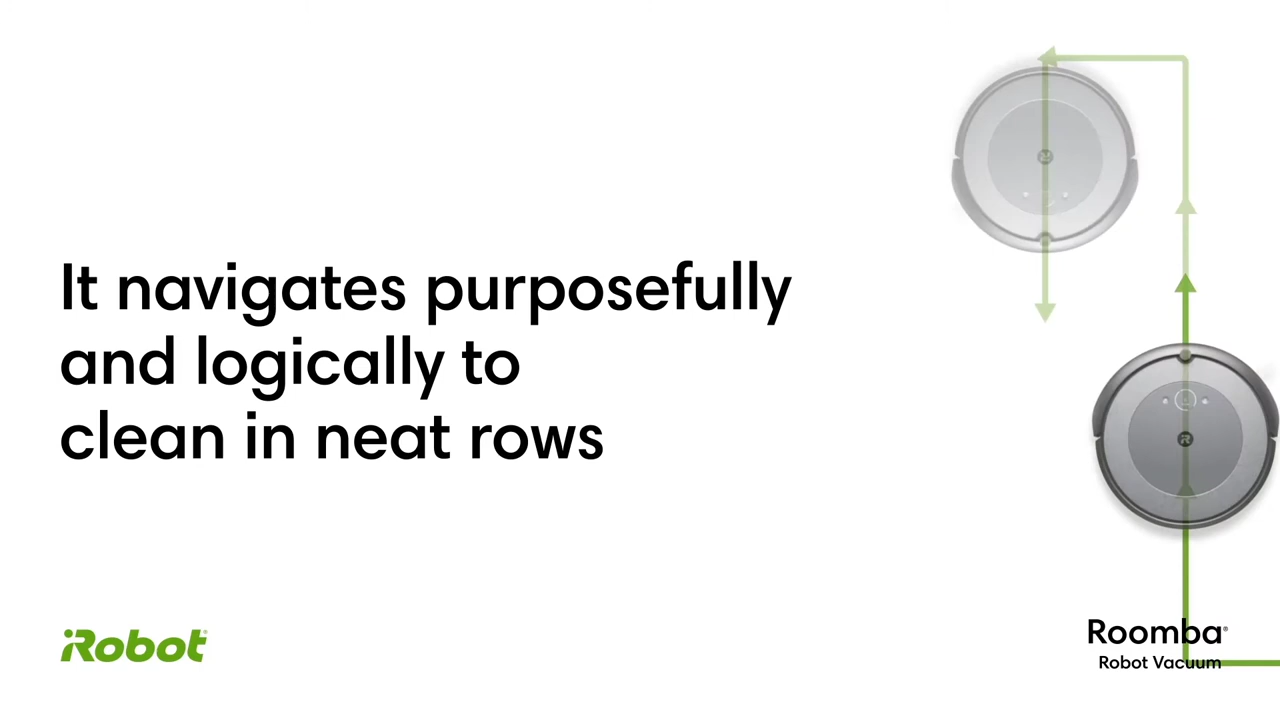 It navigates purposefully
and logically to
clean in neat rows
iRobot®
Roomba®
Robot Vacuum